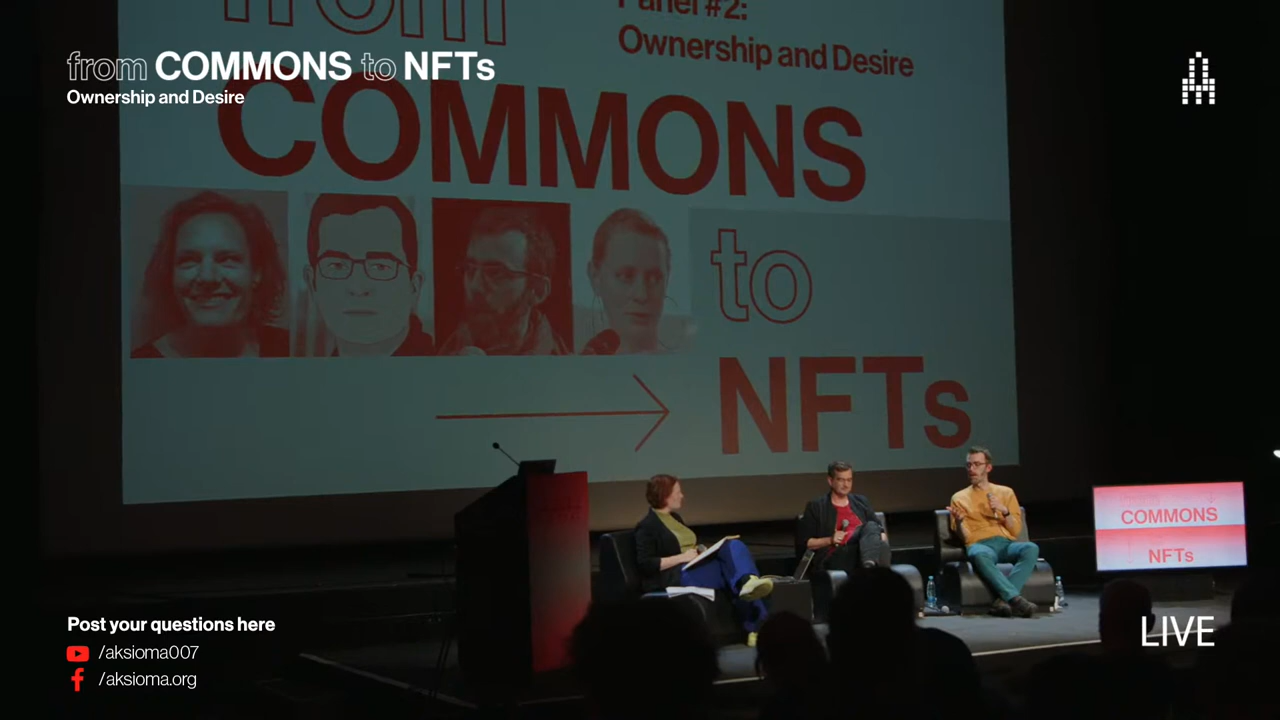 from COMMONS to NFTs
Ownership and Desire
from
Panel #2:
Ownership and Desire
COMMONS
to
NFTs
COMMONS
NFTs
Post your questions here
/aksioma007
/aksioma.org
LIVE